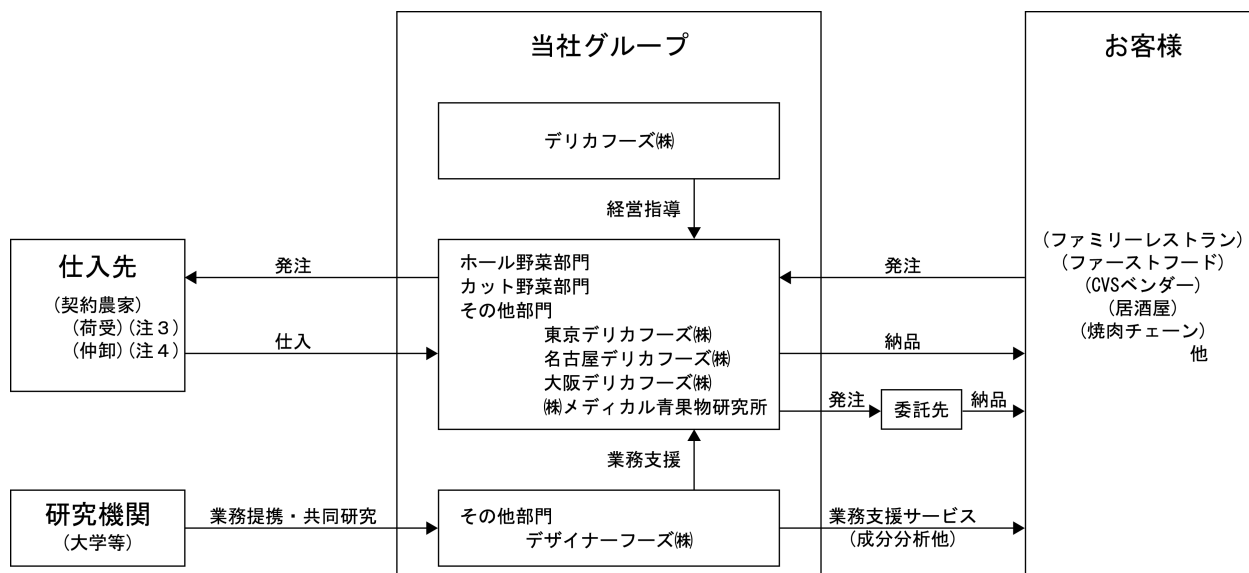 当社グループ
お客様
デリカフーズ㈱
経営指導
仕入先
(契約農家)
(荷受)(注3)
(仲卸)(注4)
発注
仕入
ホール野菜部門
カット野菜部門
その他部門
東京デリカフーズ㈱
名古屋デリカフーズ㈱
大阪デリカフーズ㈱
㈱メディカル青果物研究所
発注
納品
発注
委託先
納品
(ファミリーレストラン)
(ファーストフード)
(CVSベンダー)
(居酒屋)
(焼肉チェーン)
他
業務支援
研究機関
(大学等)
業務提携・共同研究
その他部門
デザイナーフーズ㈱
業務支援サービス
(成分分析他)